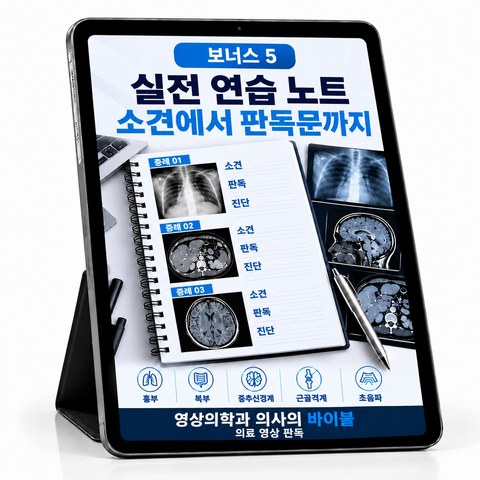 보너스 5
실전 연습 노트
소견에서 판독문까지
증례 01
소견
판독
진단
증례 02
소견
판독
진단
증례 03
소견
판독
진단
흉부
복부
중추신경계
근골격계
초음파
영상의학과 의사의 바이블
의료 영상 판독